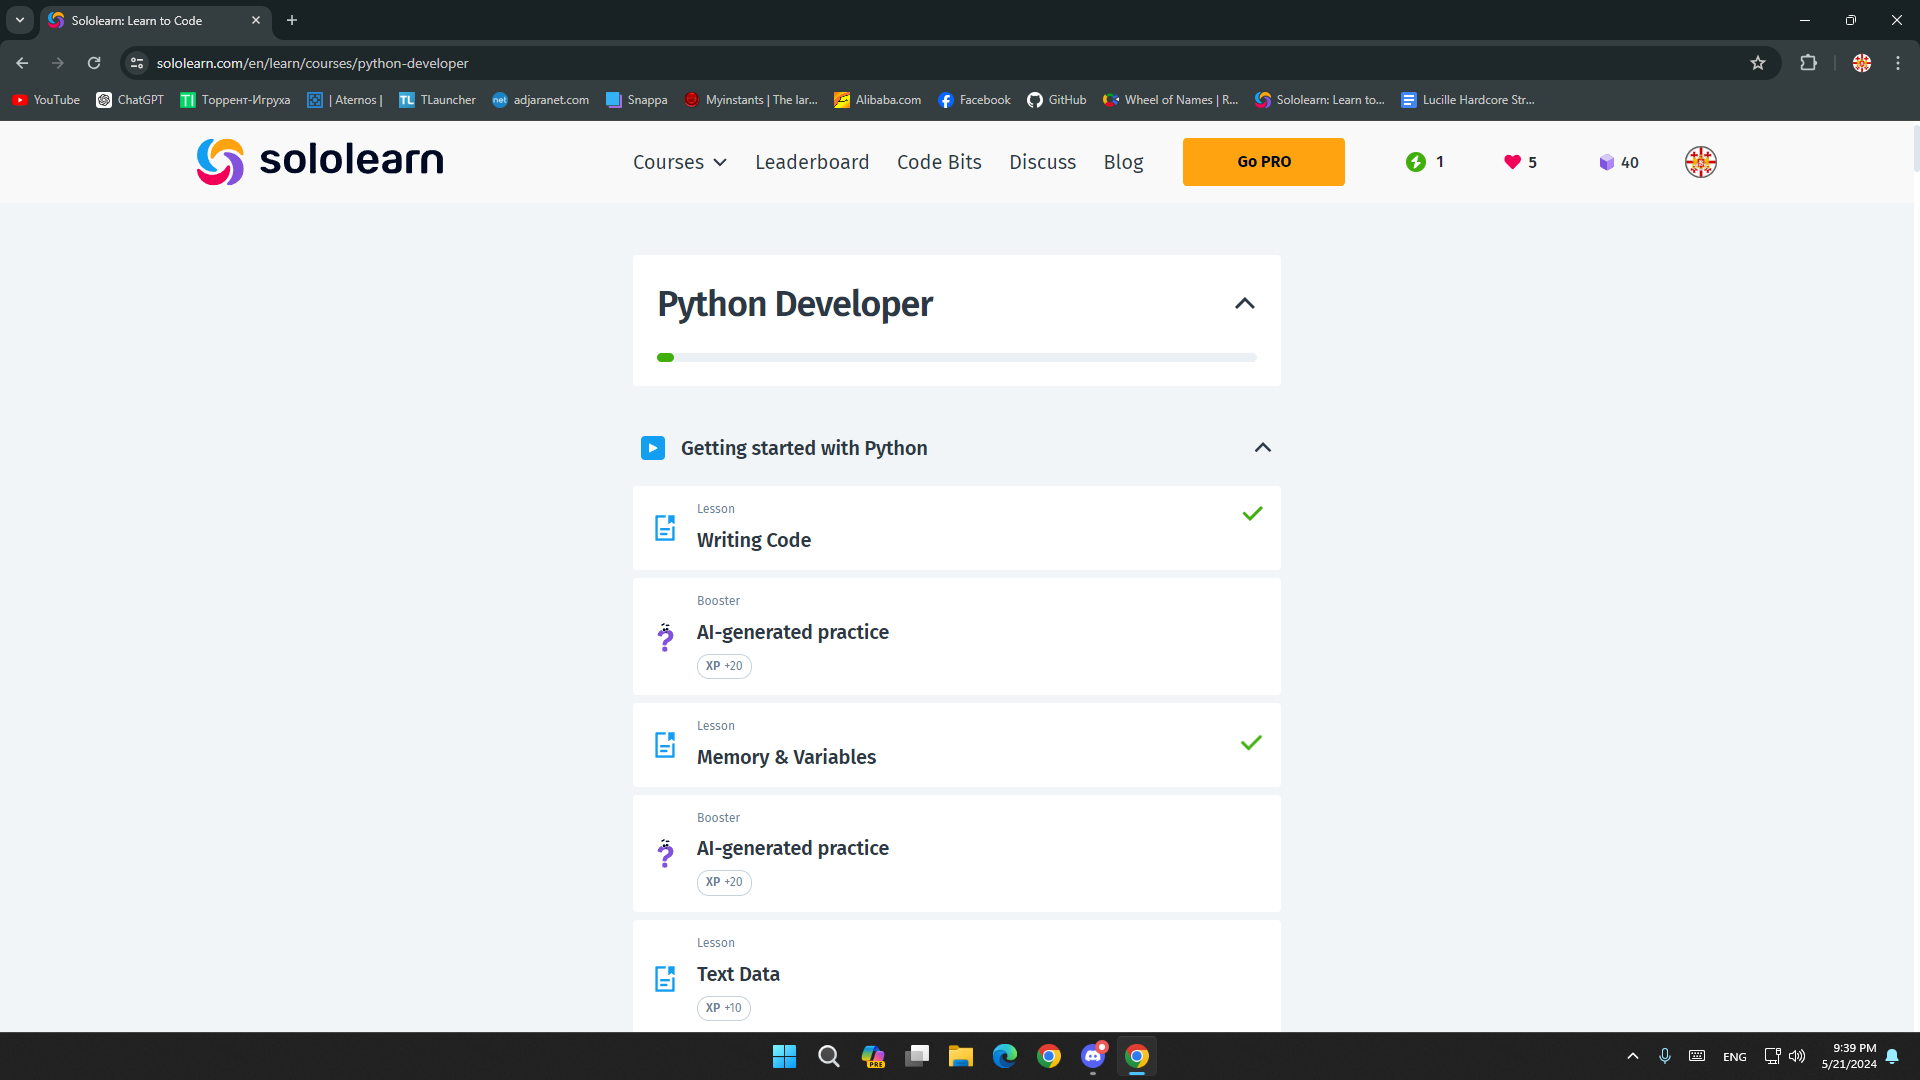 Sololearn: Learn to Code
sololearn.com/en/learn/courses/python-developer
YouTube ChatGPT TI Торрент-Игруха | Aternos | TL TLauncher net adjaranet.com Snappa Myinstants | The lar... Alibaba.com Facebook GitHub Wheel of Names | R... Sololearn: Learn to... Lucille Hardcore Str...
sololearn Courses Leaderboard Code Bits Discuss Blog Go PRO 1 5 40
Python Developer
Getting started with Python
Lesson
Writing Code
Booster
AI-generated practice
XP +20
Lesson
Memory & Variables
Booster
AI-generated practice
XP +20
Lesson
Text Data
XP +10
PRE
ENG
9:39 PM
5/21/2024